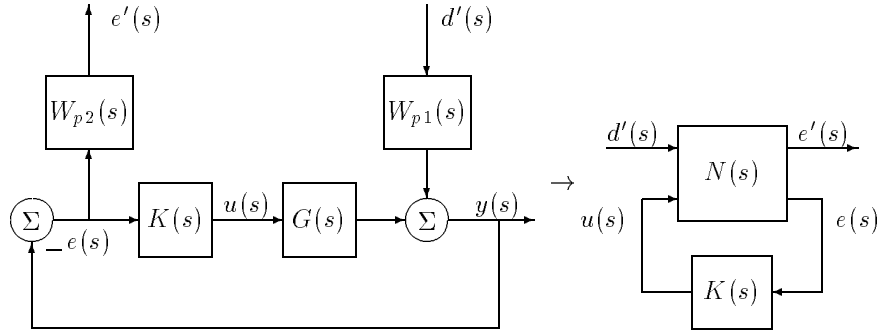 e′(s)
d′(s)
W_{p2}(s)
W_{p1}(s)
d′(s)
e′(s)
N(s)
→
Σ
K(s)
u(s)
G(s)
Σ
y(s)
− e(s)
u(s)
e(s)
K(s)